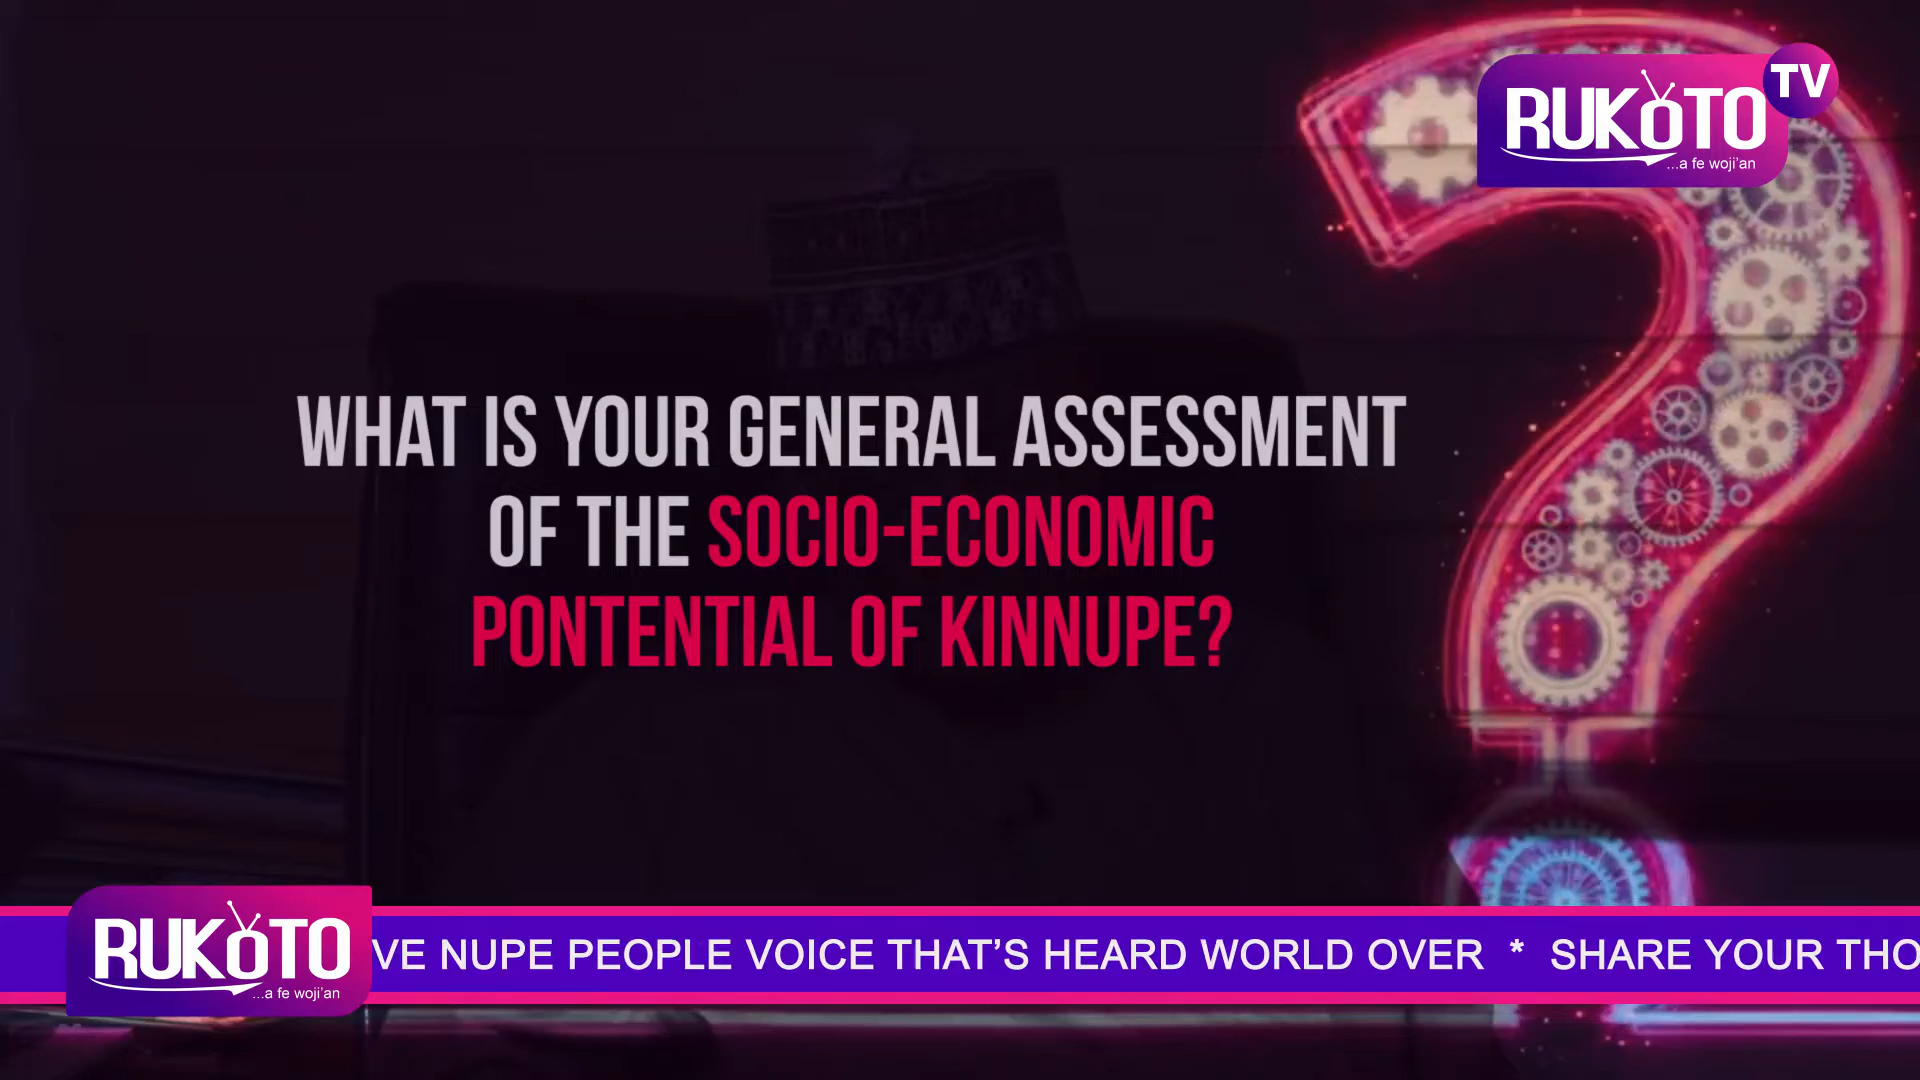 TV
RUKOTO
...a fe woji'an
WHAT IS YOUR GENERAL ASSESSMENT
OF THE SOCIO-ECONOMIC
PONTENTIAL OF KINNUPE?
RUKOTO
...a fe woji'an
VE NUPE PEOPLE VOICE THAT'S HEARD WORLD OVER * SHARE YOUR THO